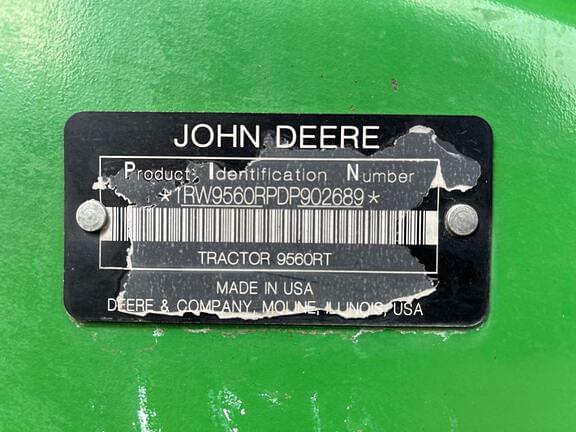 JOHN DEERE
Product Identification Number
*1RW9560RPDP902689*
TRACTOR 9560RT
MADE IN USA
DEERE & COMPANY, MOLINE, ILLINOIS, USA